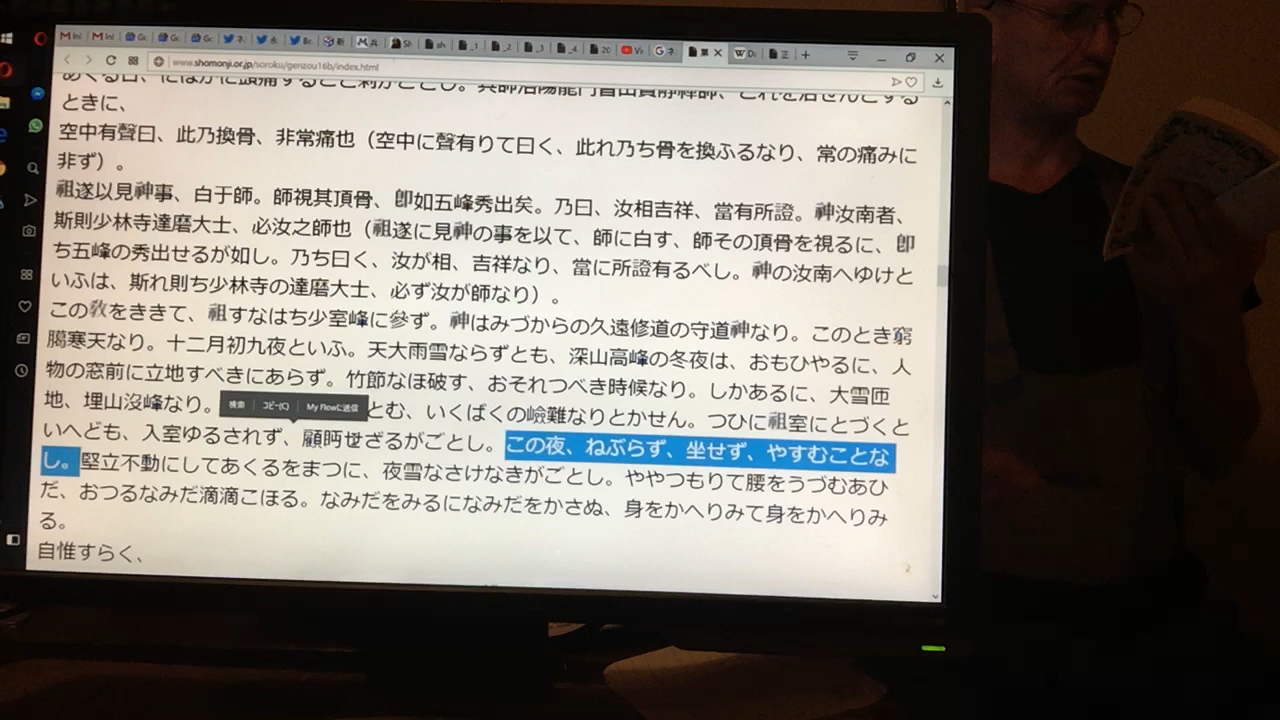 www.shomonji.or.jp/soroku/genzou16b/index.html
ときに、
空中有聲曰、此乃換骨、非常痛也（空中に聲有りて曰く、此れ乃ち骨を換ふるなり、常の痛みに
非ず）。
祖遂以見神事、白于師。師視其頂骨、卽如五峰秀出矣。乃曰、汝相吉祥、當有所證。神汝南者、
斯則少林寺達磨大士、必汝之師也（祖遂に見神の事を以て、師に白す、師その頂骨を視るに、卽
ち五峰の秀出せるが如し。乃ち曰く、汝が相、吉祥なり、當に所證有るべし。神の汝南へゆけと
いふは、斯れ則ち少林寺の達磨大士、必ず汝が師なり）。
この敎をききて、祖すなはち少室峰に參ず。神はみづからの久遠修道の守道神なり。このとき窮
臈寒天なり。十二月初九夜といふ。天大雨雪ならずとも、深山高峰の冬夜は、おもひやるに、人
物の窓前に立地すべきにあらず。竹節なほ破す、おそれつべき時候なり。しかあるに、大雪匝
地、埋山沒峰なり。
検索 コピー(C) My Flowに送信
とむ、いくばくの嶮難なりとかせん。つひに祖室にとづくと
いへども、入室ゆるされず、顧眄せざるがごとし。この夜、ねぶらず、坐せず、やすむことな
し。堅立不動にしてあくるをまつに、夜雪なさけなきがごとし。ややつもりて腰をうづむあひ
だ、おつるなみだ滴滴こほる。なみだをみるになみだをかさぬ、身をかへりみて身をかへりみ
る。
自惟すらく、